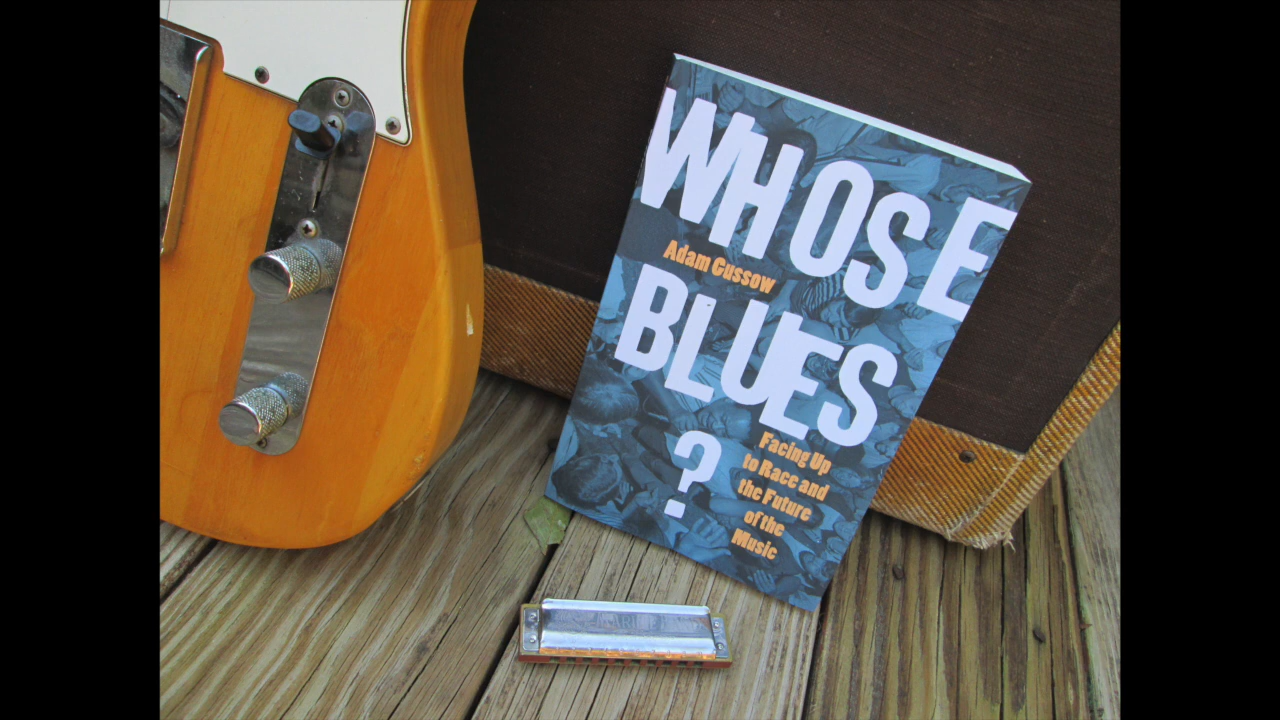 WHOSE
Adam Gussow
BLUES
?
Facing Up
to Race and
the Future
of the
Music